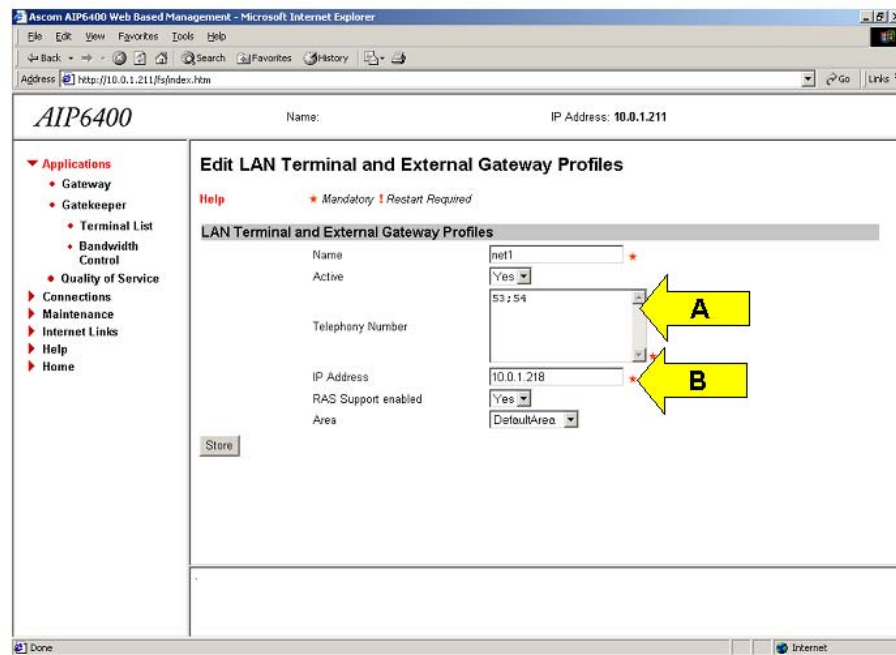 Ascom AIP6400 Web Based Management - Microsoft Internet Explorer
File Edit View Favorites Tools Help
Back Search Favorites History
Address http://10.0.1.211/fs/index.htm Go Links
AIP6400 Name: IP Address: 10.0.1.211
Applications
Gateway
Gatekeeper
Terminal List
Bandwidth
Control
Quality of Service
Connections
Maintenance
Internet Links
Help
Home
Edit LAN Terminal and External Gateway Profiles
Help * Mandatory ! Restart Required
LAN Terminal and External Gateway Profiles
Name net1 *
Active Yes
Telephony Number 53;54 *
A
IP Address 10.0.1.218 *
B
RAS Support enabled Yes
Area DefaultArea
Store
Done Internet